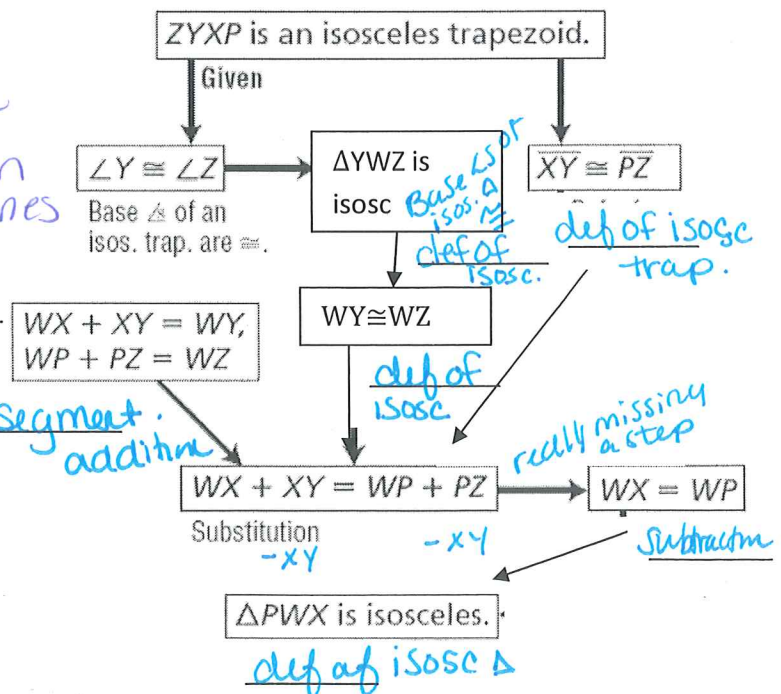 ZYXP is an isosceles trapezoid.
Given
n
nes
∠Y ≅ ∠Z
Base ∠s of an
isos. trap. are ≅.
ΔYWZ is
isosc
Base ∠s of
isos. Δ
≅
def of
isosc.
XY ≅ PZ
def of isosc
trap.
WX + XY = WY,
WP + PZ = WZ
segment
addition
WY≅WZ
def of
isosc
WX + XY = WP + PZ
Substitution
-XY -XY
really missing
a step
WX = WP
subtraction
ΔPWX is isosceles.
def of isosc Δ